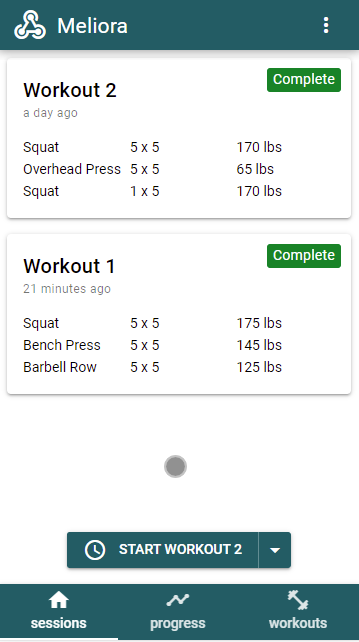 Meliora
Complete
Workout 2
a day ago
Squat 5 x 5 170 lbs
Overhead Press 5 x 5 65 lbs
Squat 1 x 5 170 lbs
Complete
Workout 1
21 minutes ago
Squat 5 x 5 175 lbs
Bench Press 5 x 5 145 lbs
Barbell Row 5 x 5 125 lbs
START WORKOUT 2
sessions progress workouts